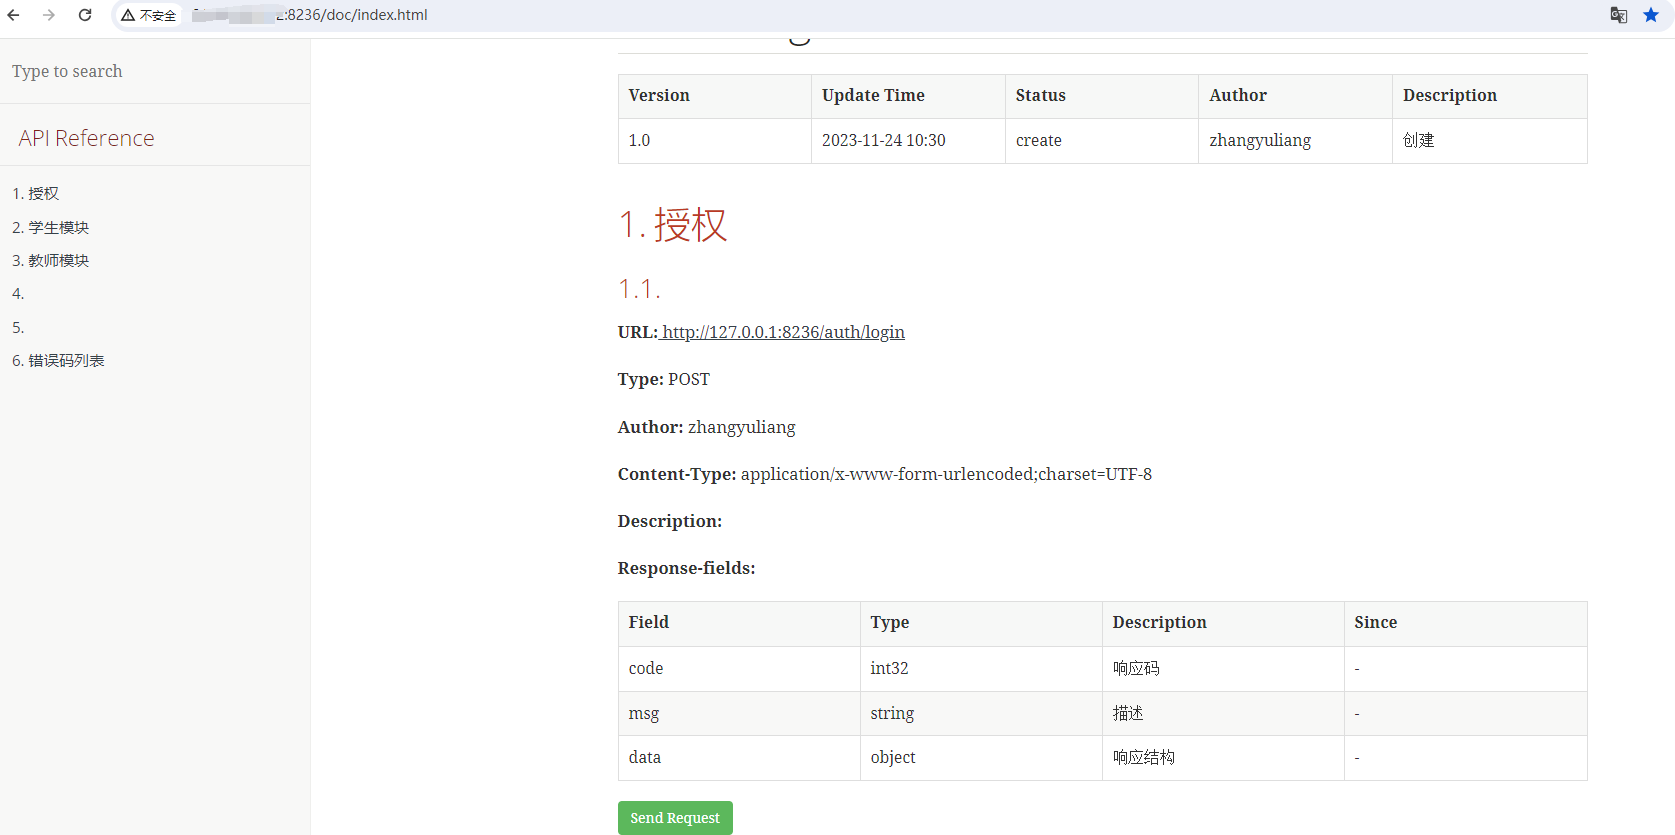 不安全
:8236/doc/index.html
Type to search
API Reference
1. 授权
2. 学生模块
3. 教师模块
4.
5.
6. 错误码列表
Version Update Time Status Author Description
1.0 2023-11-24 10:30 create zhangyuliang 创建
1. 授权
1.1.
URL: http://127.0.0.1:8236/auth/login
Type: POST
Author: zhangyuliang
Content-Type: application/x-www-form-urlencoded;charset=UTF-8
Description:
Response-fields:
Field Type Description Since
code int32 响应码 -
msg string 描述 -
data object 响应结构 -
Send Request